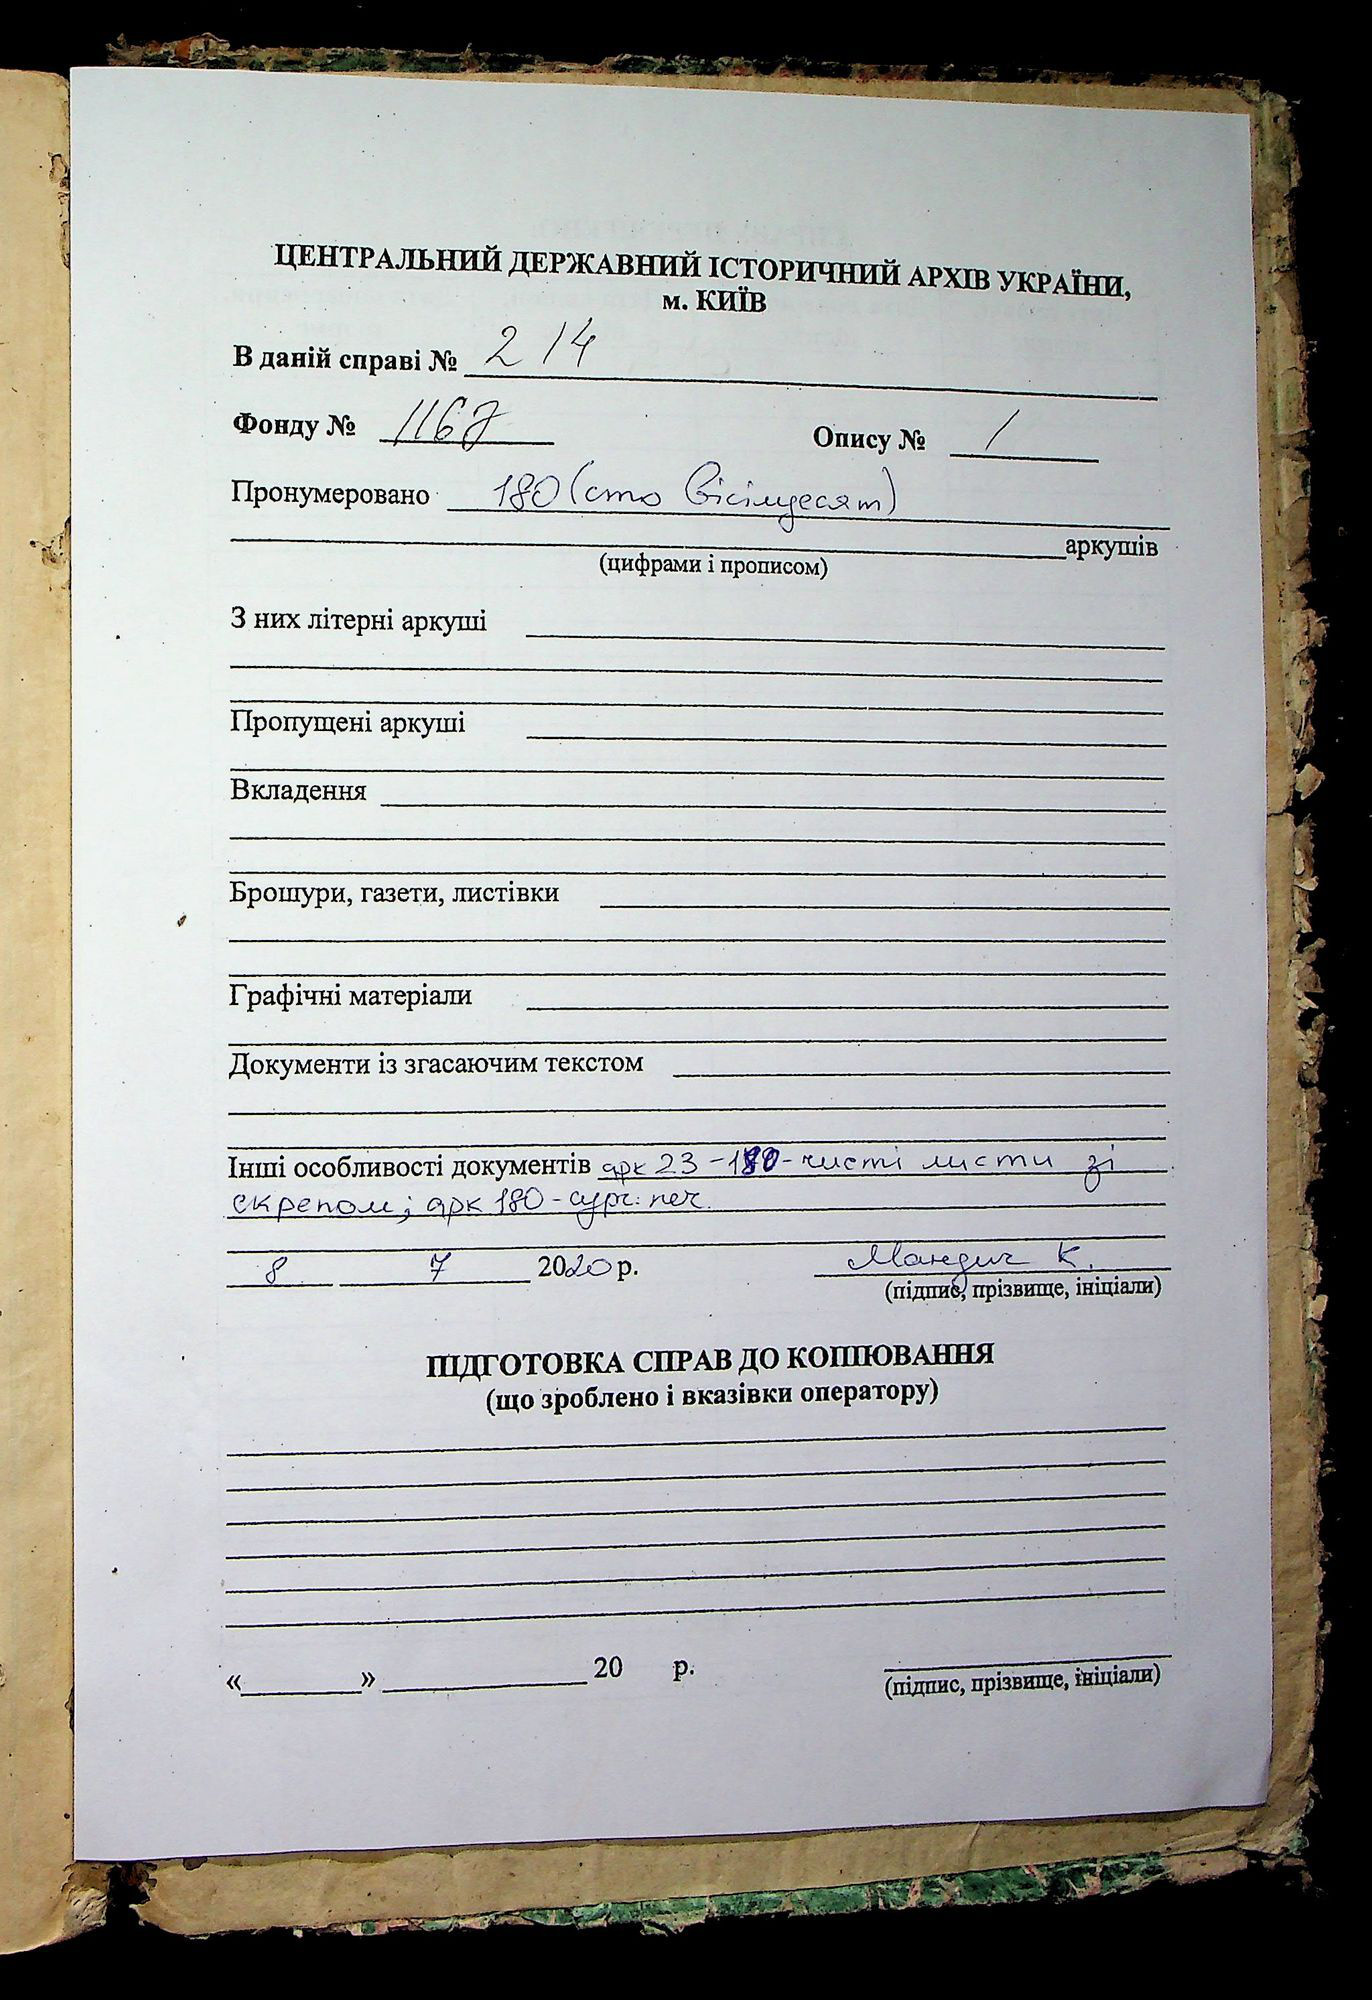 ЦЕНТРАЛЬНИЙ ДЕРЖАВНИЙ ІСТОРИЧНИЙ АРХІВ УКРАЇНИ,
м. КИЇВ
В даній справі № 214
Фонду № 1167 Опису № 1
Пронумеровано 180 (сто вісімдесят)
аркушів
(цифрами і прописом)
З них літерні аркуші
Пропущені аркуші
Вкладення
Брошури, газети, листівки
Графічні матеріали
Документи із згасаючим текстом
Інші особливості документів арк 23-180- чисті листи зі
скрепом; арк 180- сург. печ.
8 7 2020 р. Мандич К.
(підпис, прізвище, ініціали)
ПІДГОТОВКА СПРАВ ДО КОПІЮВАННЯ
(що зроблено і вказівки оператору)
« » 20 р.
(підпис, прізвище, ініціали)